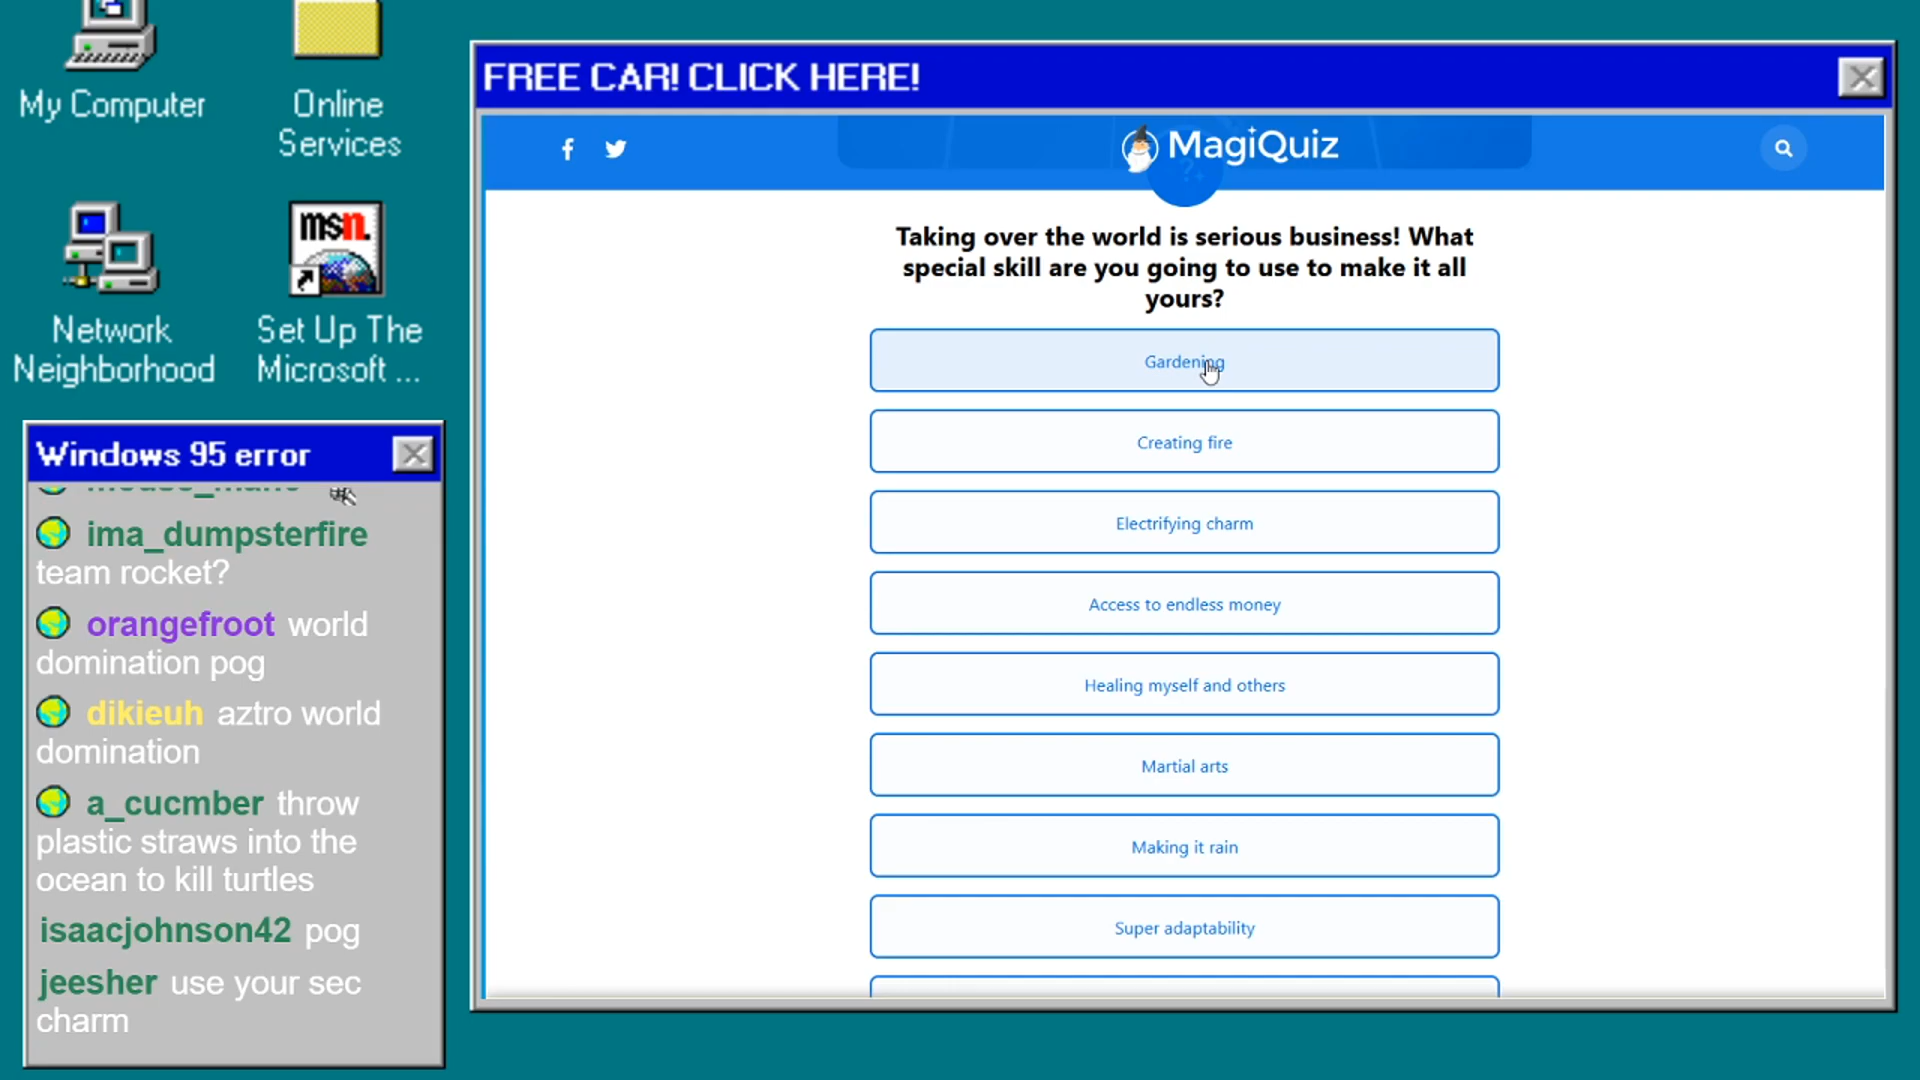 My Computer
Online
Services
Network
Neighborhood
msn.
Set Up The
Microsoft ...
Windows 95 error
ima_dumpsterfire
team rocket?
orangefroot world
domination pog
dikieuh aztro world
domination
a_cucmber throw
plastic straws into the
ocean to kill turtles
isaacjohnson42 pog
jeesher use your sec
charm
FREE CAR! CLICK HERE!
MagiQuiz
Taking over the world is serious business! What
special skill are you going to use to make it all
yours?
Gardening
Creating fire
Electrifying charm
Access to endless money
Healing myself and others
Martial arts
Making it rain
Super adaptability